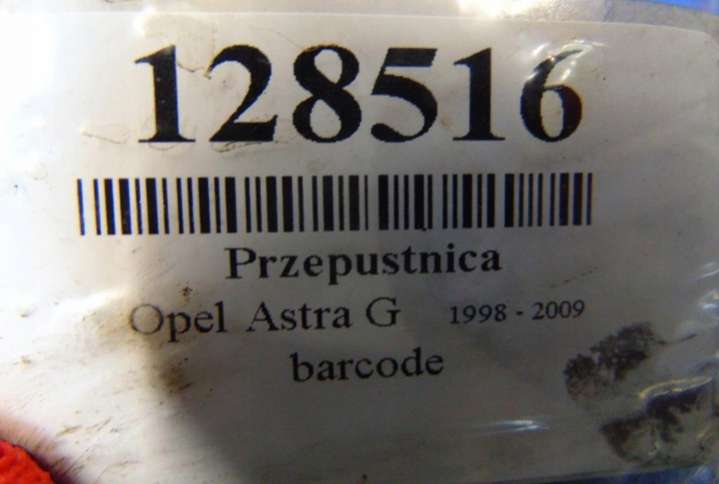 128516
Przepustnica
Opel Astra G 1998 - 2009
barcode